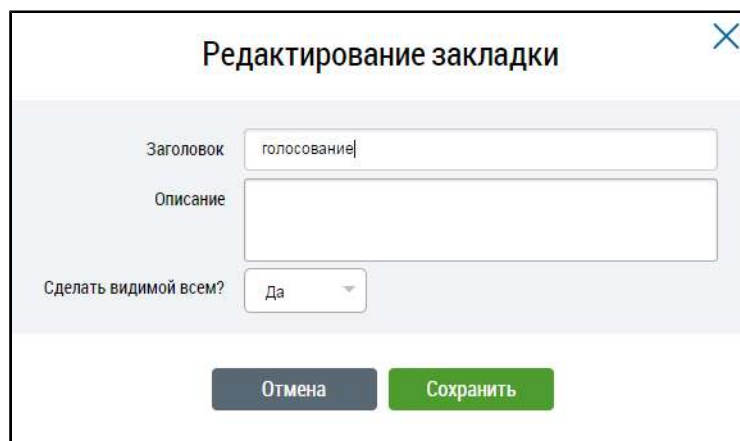 Редактирование закладки
Заголовок голосование
Описание
Сделать видимой всем? Да
Отмена Сохранить